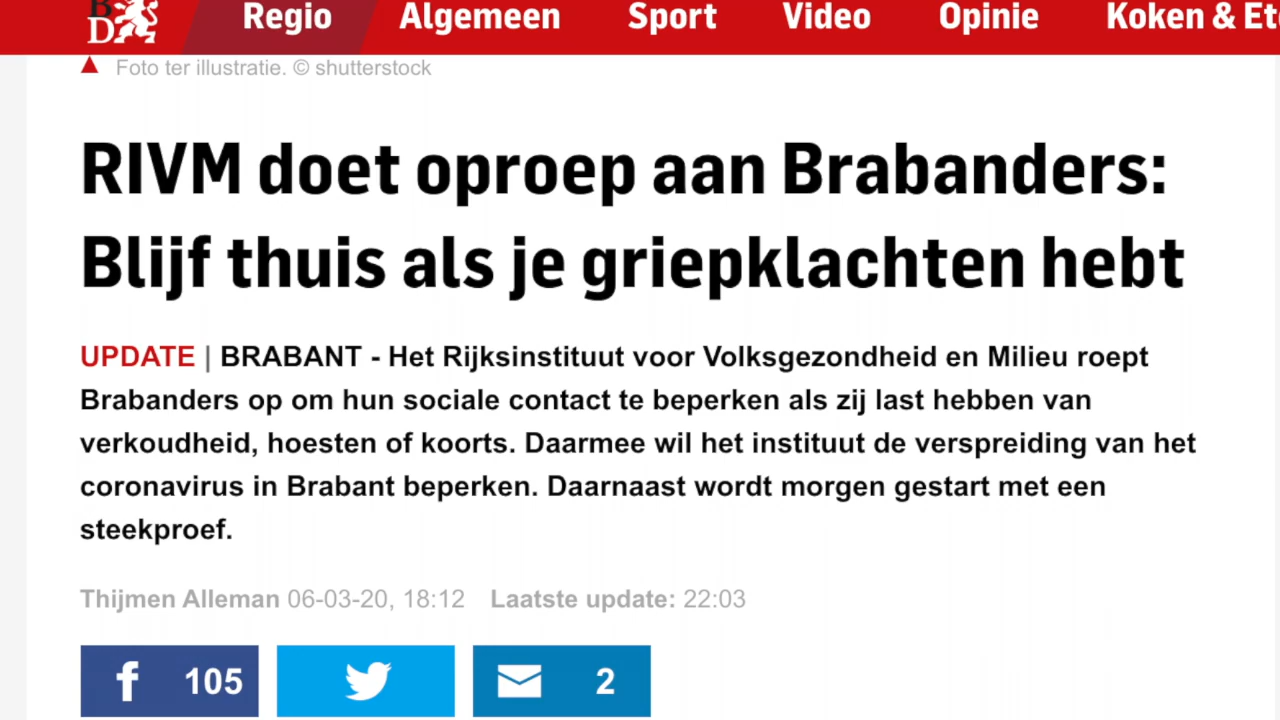 BD Regio Algemeen Sport Video Opinie Koken & Ete
Foto ter illustratie. © shutterstock
RIVM doet oproep aan Brabanders:
Blijf thuis als je griepklachten hebt
UPDATE | BRABANT - Het Rijksinstituut voor Volksgezondheid en Milieu roept
Brabanders op om hun sociale contact te beperken als zij last hebben van
verkoudheid, hoesten of koorts. Daarmee wil het instituut de verspreiding van het
coronavirus in Brabant beperken. Daarnaast wordt morgen gestart met een
steekproef.
Thijmen Alleman 06-03-20, 18:12 Laatste update: 22:03
105 2